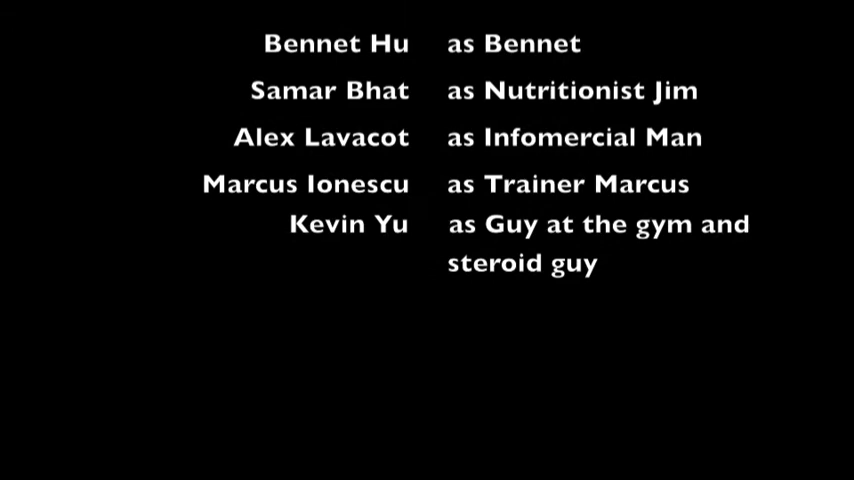 Bennet Hu as Bennet
Samar Bhat as Nutritionist Jim
Alex Lavacot as Infomercial Man
Marcus Ionescu as Trainer Marcus
Kevin Yu as Guy at the gym and
steroid guy